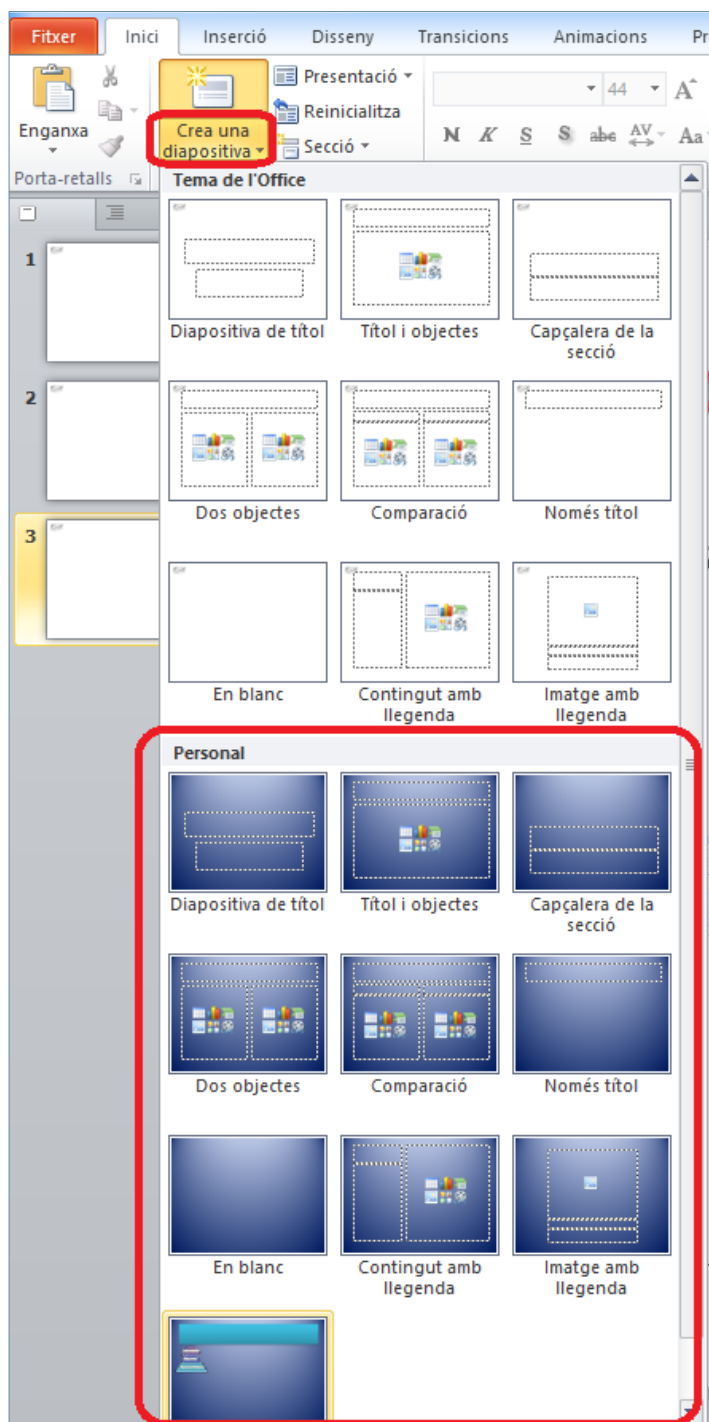 Fitxer Inici Inserció Disseny Transicions Animacions Pr
Enganxa
Crea una
diapositiva
Presentació
Reinicialitza
Secció
44 A
N K S S abc AV Aa
Porta-retalls
Tema de l'Office
1
2
3
Diapositiva de títol Títol i objectes Capçalera de la
secció
Dos objectes Comparació Només títol
En blanc Contingut amb Imatge amb
llegenda llegenda
Personal
Diapositiva de títol Títol i objectes Capçalera de la
secció
Dos objectes Comparació Només títol
En blanc Contingut amb Imatge amb
llegenda llegenda